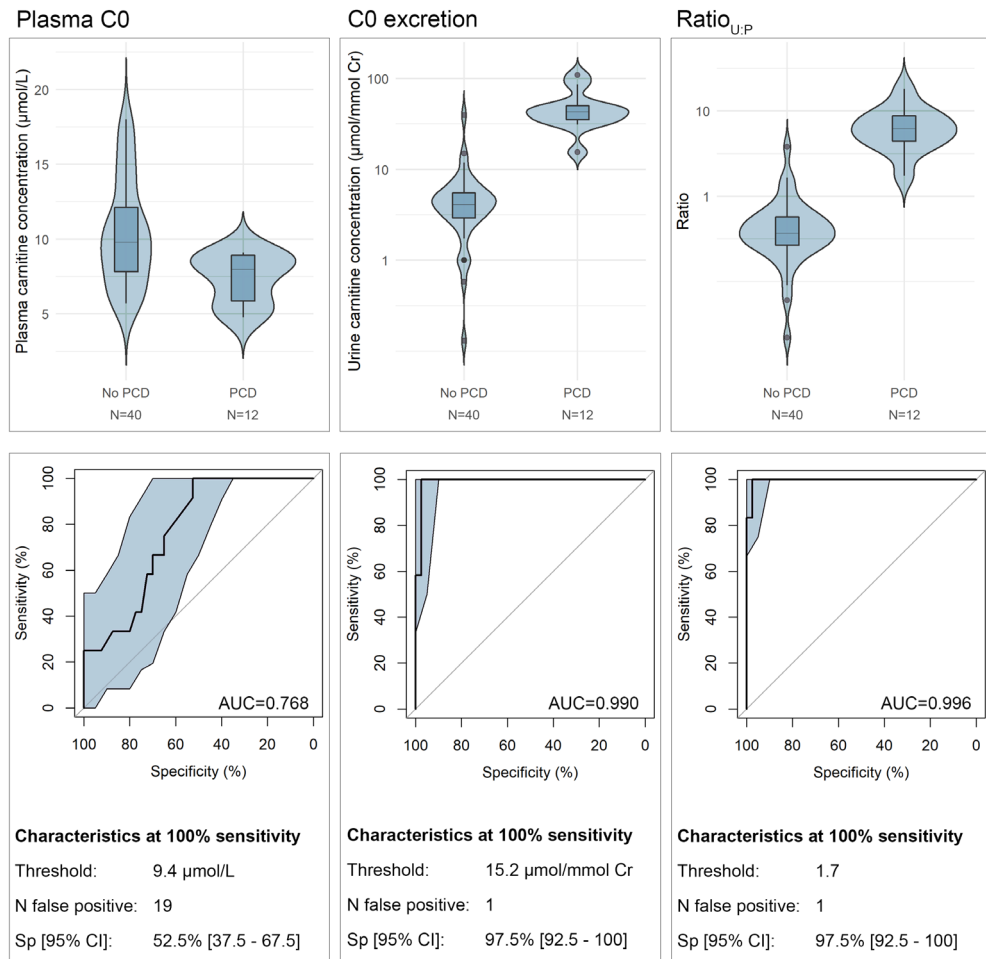 Plasma C0
Plasma carnitine concentration (μmol/L)
20
15
10
5
No PCD
PCD
N=40
N=12
C0 excretion
Urine carnitine concentration (μmol/mmol Cr)
100
10
1
No PCD
PCD
N=40
N=12
Ratio U:P
Ratio
10
1
No PCD
PCD
N=40
N=12
Sensitivity (%)
100
80
60
40
20
0
AUC=0.768
100 80 60 40 20 0
Specificity (%)
Sensitivity (%)
100
80
60
40
20
0
AUC=0.990
100 80 60 40 20 0
Specificity (%)
Sensitivity (%)
100
80
60
40
20
0
AUC=0.996
100 80 60 40 20 0
Specificity (%)
Characteristics at 100% sensitivity
Threshold: 9.4 μmol/L
N false positive: 19
Sp [95% CI]: 52.5% [37.5 - 67.5]
Characteristics at 100% sensitivity
Threshold: 15.2 μmol/mmol Cr
N false positive: 1
Sp [95% CI]: 97.5% [92.5 - 100]
Characteristics at 100% sensitivity
Threshold: 1.7
N false positive: 1
Sp [95% CI]: 97.5% [92.5 - 100]